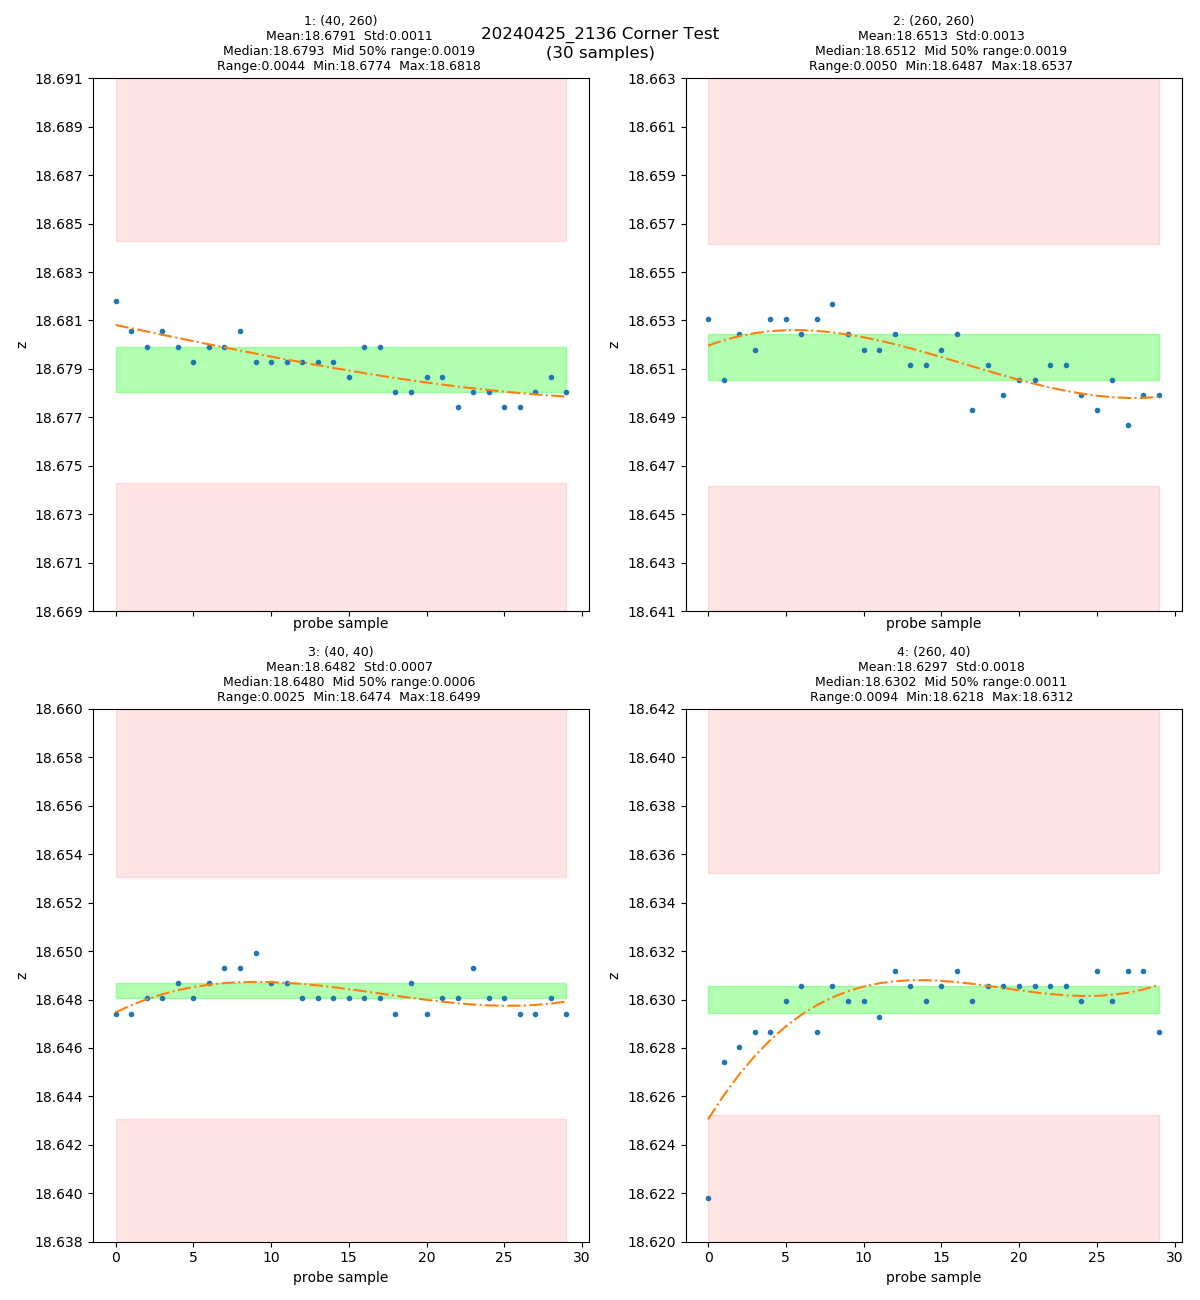 20240425_2136 Corner Test
(30 samples)
1: (40, 260)
Mean:18.6791  Std:0.0011
Median:18.6793  Mid 50% range:0.0019
Range:0.0044  Min:18.6774  Max:18.6818
18.691
18.689
18.687
18.685
18.683
18.681
18.679
18.677
18.675
18.673
18.671
18.669
z
probe sample
2: (260, 260)
Mean:18.6513  Std:0.0013
Median:18.6512  Mid 50% range:0.0019
Range:0.0050  Min:18.6487  Max:18.6537
18.663
18.661
18.659
18.657
18.655
18.653
18.651
18.649
18.647
18.645
18.643
18.641
z
probe sample
3: (40, 40)
Mean:18.6482  Std:0.0007
Median:18.6480  Mid 50% range:0.0006
Range:0.0025  Min:18.6474  Max:18.6499
18.660
18.658
18.656
18.654
18.652
18.650
18.648
18.646
18.644
18.642
18.640
18.638
z
0 5 10 15 20 25 30
probe sample
4: (260, 40)
Mean:18.6297  Std:0.0018
Median:18.6302  Mid 50% range:0.0011
Range:0.0094  Min:18.6218  Max:18.6312
18.642
18.640
18.638
18.636
18.634
18.632
18.630
18.628
18.626
18.624
18.622
18.620
z
0 5 10 15 20 25 30
probe sample